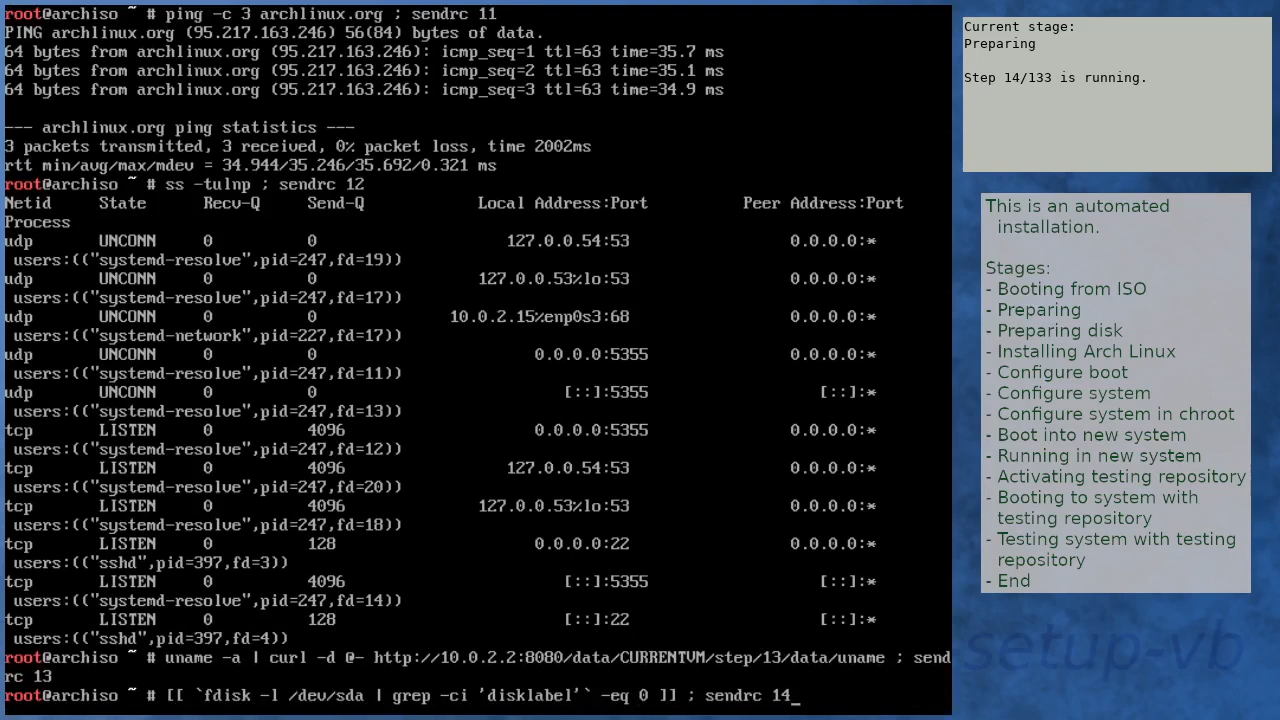 root@archiso ~ # ping -c 3 archlinux.org ; sendrc 11
PING archlinux.org (95.217.163.246) 56(84) bytes of data.
64 bytes from archlinux.org (95.217.163.246): icmp_seq=1 ttl=63 time=35.7 ms
64 bytes from archlinux.org (95.217.163.246): icmp_seq=2 ttl=63 time=35.1 ms
64 bytes from archlinux.org (95.217.163.246): icmp_seq=3 ttl=63 time=34.9 ms
--- archlinux.org ping statistics ---
3 packets transmitted, 3 received, 0% packet loss, time 2002ms
rtt min/avg/max/mdev = 34.944/35.246/35.692/0.321 ms
root@archiso ~ # ss -tulnp ; sendrc 12
Netid State Recv-Q Send-Q Local Address:Port Peer Address:Port
Process
udp UNCONN 0 0 127.0.0.54:53 0.0.0.0:*
users:(("systemd-resolve",pid=247,fd=19))
udp UNCONN 0 0 127.0.0.53%lo:53 0.0.0.0:*
users:(("systemd-resolve",pid=247,fd=17))
udp UNCONN 0 0 10.0.2.15%enp0s3:68 0.0.0.0:*
users:(("systemd-network",pid=227,fd=17))
udp UNCONN 0 0 0.0.0.0:5355 0.0.0.0:*
users:(("systemd-resolve",pid=247,fd=11))
udp UNCONN 0 0 [::]:5355 [::]:*
users:(("systemd-resolve",pid=247,fd=13))
tcp LISTEN 0 4096 0.0.0.0:5355 0.0.0.0:*
users:(("systemd-resolve",pid=247,fd=12))
tcp LISTEN 0 4096 127.0.0.54:53 0.0.0.0:*
users:(("systemd-resolve",pid=247,fd=20))
tcp LISTEN 0 4096 127.0.0.53%lo:53 0.0.0.0:*
users:(("systemd-resolve",pid=247,fd=18))
tcp LISTEN 0 128 0.0.0.0:22 0.0.0.0:*
users:(("sshd",pid=397,fd=3))
tcp LISTEN 0 4096 [::]:5355 [::]:*
users:(("systemd-resolve",pid=247,fd=14))
tcp LISTEN 0 128 [::]:22 [::]:*
users:(("sshd",pid=397,fd=4))
root@archiso ~ # uname -a | curl -d @- http://10.0.2.2:8080/data/CURRENTVM/step/13/data/uname ; send
rc 13
root@archiso ~ # [[ `fdisk -l /dev/sda | grep -ci 'disklabel'` -eq 0 ]] ; sendrc 14_
Current stage:
Preparing
Step 14/133 is running.
This is an automated
installation.
Stages:
- Booting from ISO
- Preparing
- Preparing disk
- Installing Arch Linux
- Configure boot
- Configure system
- Configure system in chroot
- Boot into new system
- Running in new system
- Activating testing repository
- Booting to system with
testing repository
- Testing system with testing
repository
- End
setup-vb